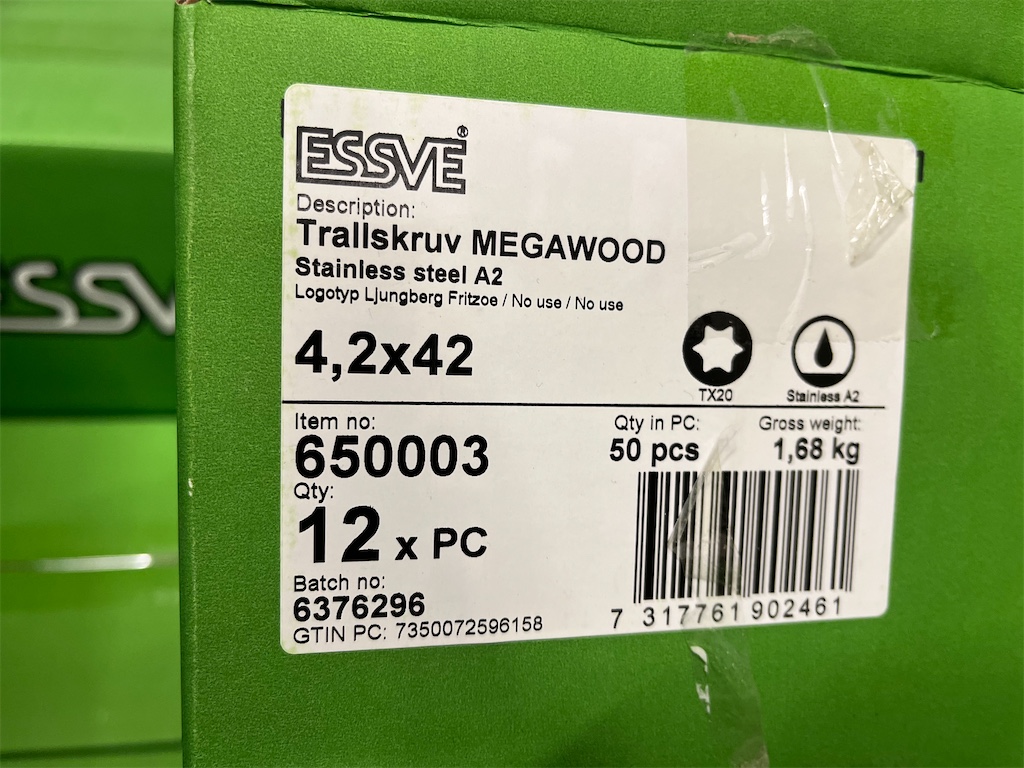 ESSVE®
Description:
Trallskruv MEGAWOOD
Stainless steel A2
Logotyp Ljungberg Fritzoe / No use / No use
4,2x42
TX20
Stainless A2
Item no:
650003
Qty in PC:
50 pcs
Gross weight:
1,68 kg
Qty:
12 x PC
Batch no:
6376296
GTIN PC: 7350072596158
7 317761 902461
ESSV